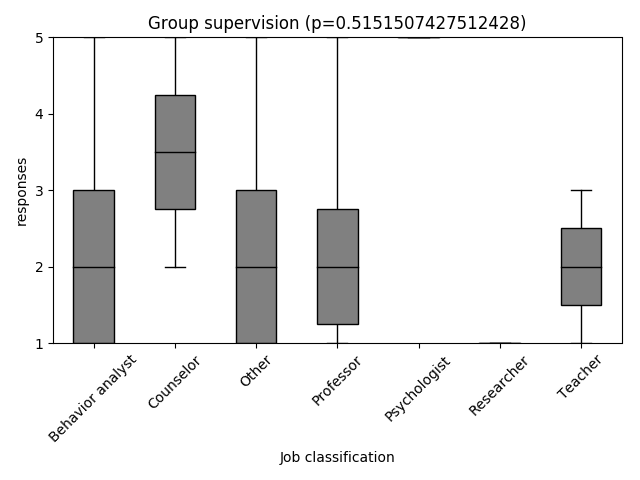 Group supervision (p=0.5151507427512428)
responses
5
4
3
2
1
Behavior analyst
Counselor
Other
Professor
Psychologist
Researcher
Teacher
Job classification